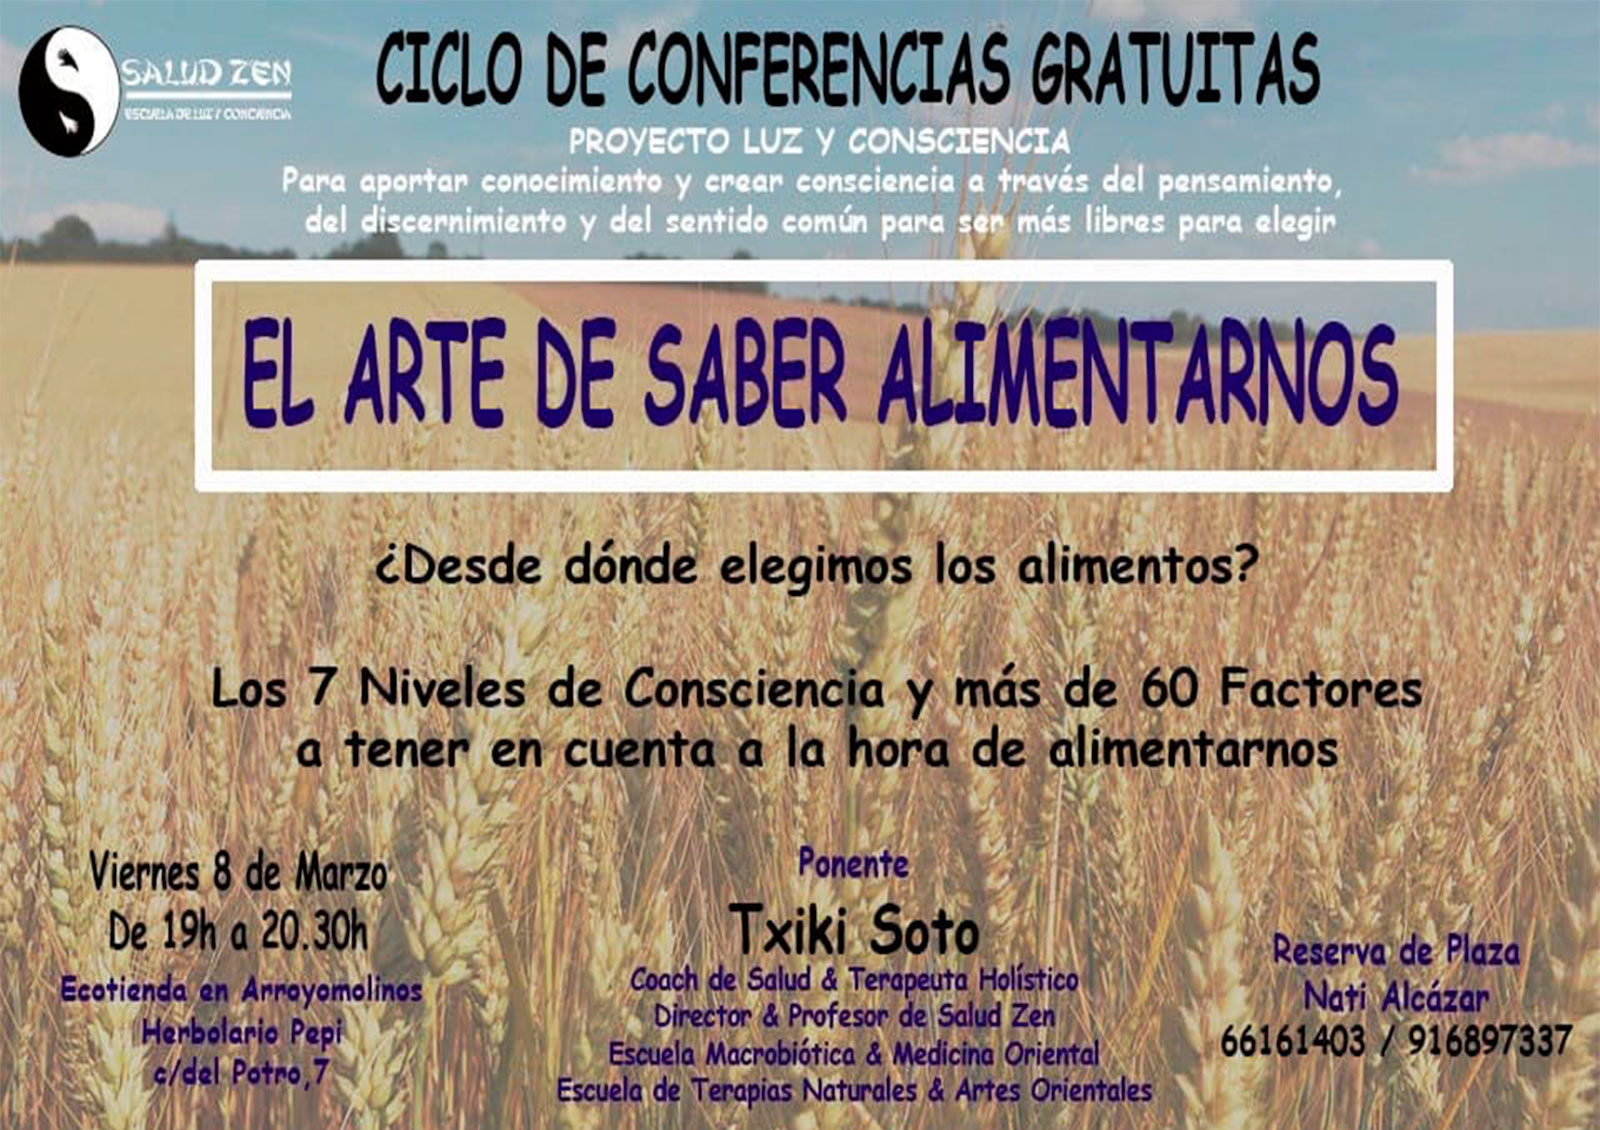 SALUD ZEN
ESCUELA DE LUZ Y CONCIENCIA
CICLO DE CONFERENCIAS GRATUITAS
PROYECTO LUZ Y CONSCIENCIA
Para aportar conocimiento y crear consciencia a través del pensamiento,
del discernimiento y del sentido común para ser más libres para elegir
EL ARTE DE SABER ALIMENTARNOS
¿Desde dónde elegimos los alimentos?
Los 7 Niveles de Consciencia y más de 60 Factores
a tener en cuenta a la hora de alimentarnos
Viernes 8 de Marzo
De 19h a 20.30h
Ecotienda en Arroyomolinos
Herbolario Pepi
c/del Potro,7
Ponente
Txiki Soto
Coach de Salud & Terapeuta Holístico
Director & Profesor de Salud Zen
Escuela Macrobiótica & Medicina Oriental
Escuela de Terapias Naturales & Artes Orientales
Reserva de Plaza
Nati Alcázar
66161403 / 916897337